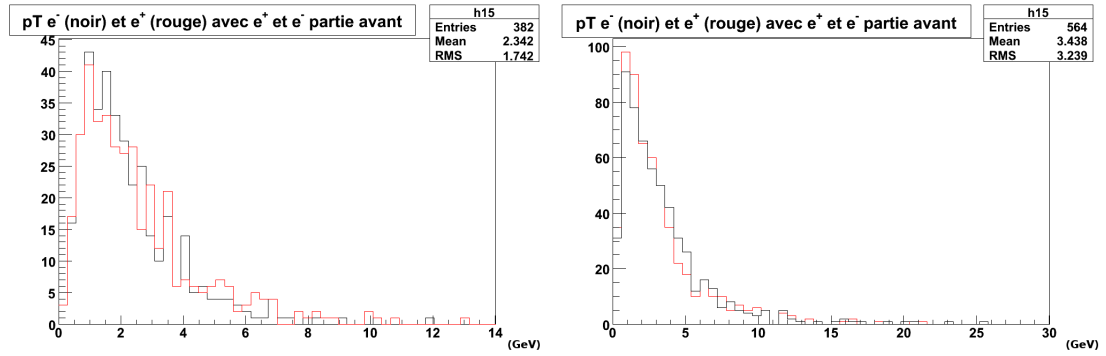 pT e⁻ (noir) et e⁺ (rouge) avec e⁺ et e⁻ partie avant
h15
Entries 382
Mean 2.342
RMS 1.742
45
40
35
30
25
20
15
10
5
0
0 2 4 6 8 10 12 14
(GeV)
pT e⁻ (noir) et e⁺ (rouge) avec e⁺ et e⁻ partie avant
h15
Entries 564
Mean 3.438
RMS 3.239
100
80
60
40
20
0
0 5 10 15 20 25 30
(GeV)